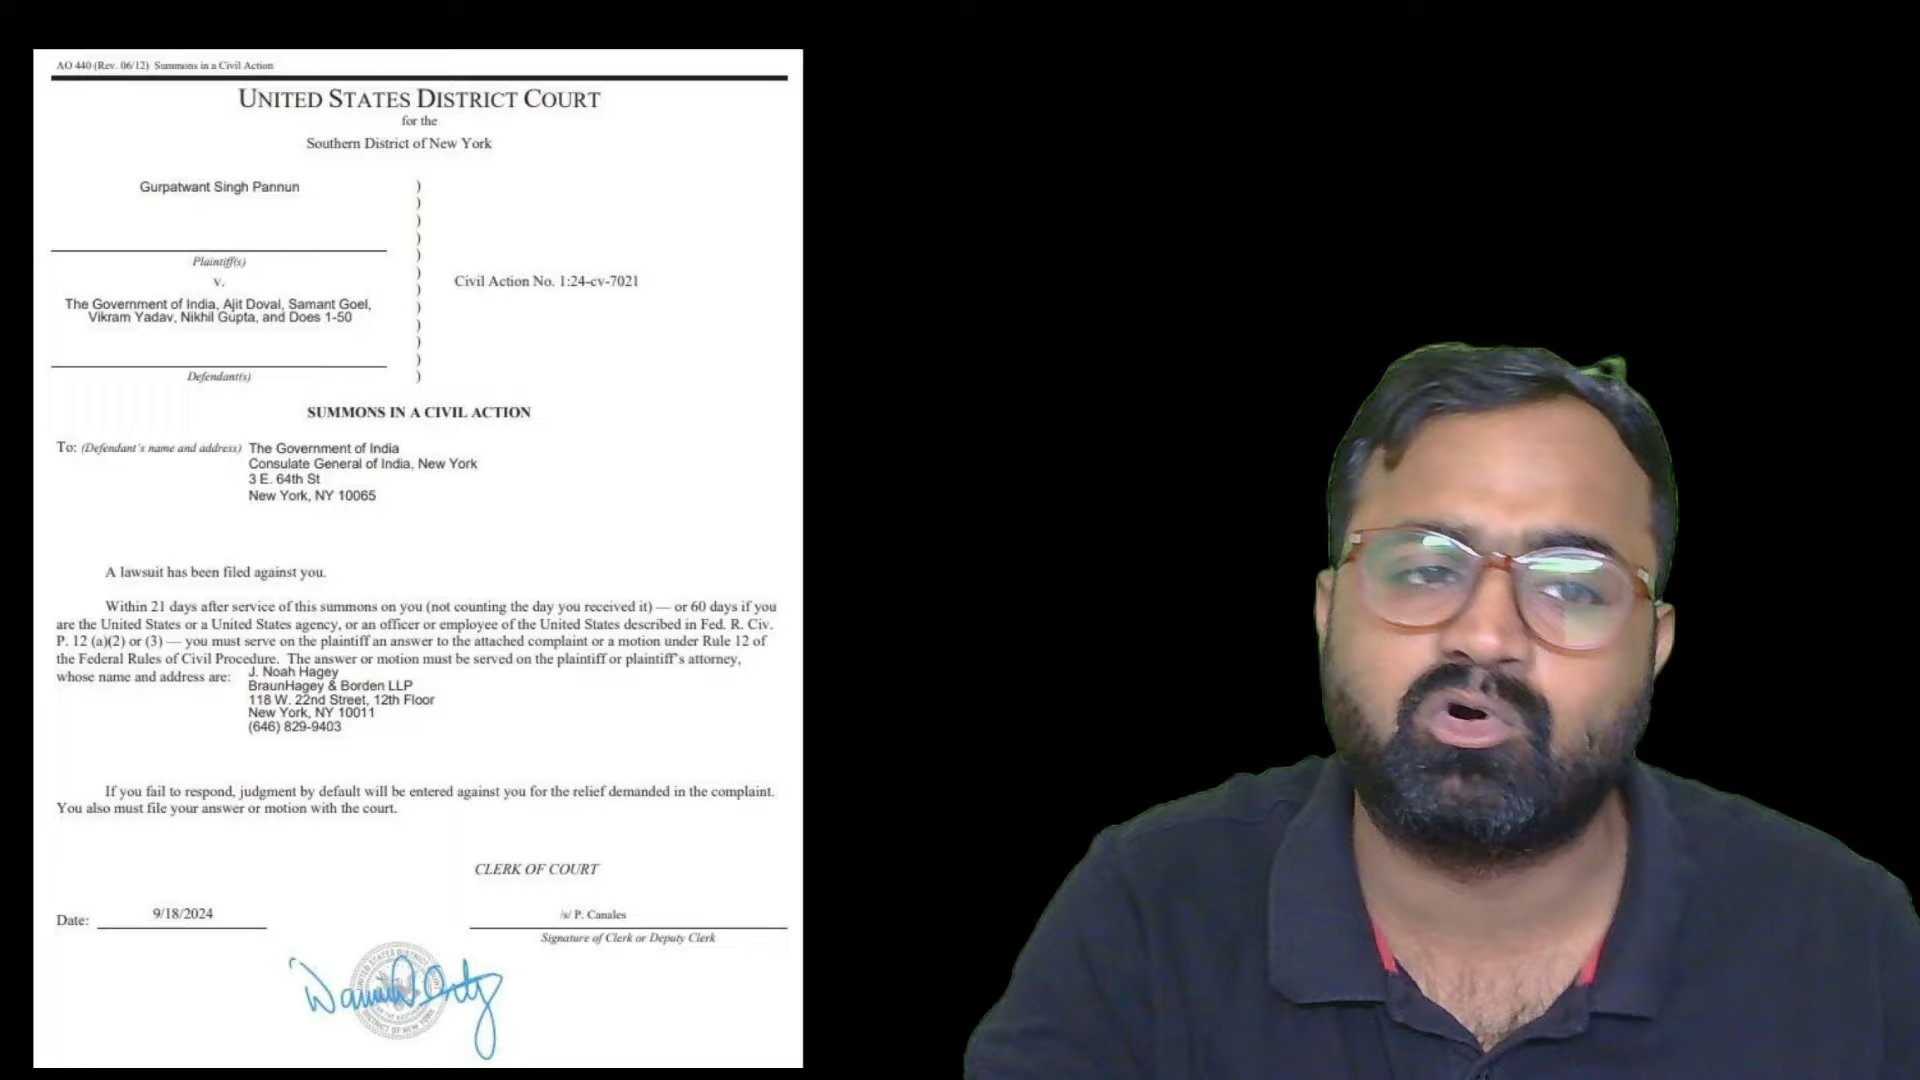 AO 440 (Rev. 06/12) Summons in a Civil Action
UNITED STATES DISTRICT COURT
for the
Southern District of New York
Gurpatwant Singh Pannun
Plaintiff(s)
v.
The Government of India, Ajit Doval, Samant Goel,
Vikram Yadav, Nikhil Gupta, and Does 1-50
Defendant(s)
)
)
)
)
)
)
)
)
)
)
)
)
Civil Action No. 1:24-cv-7021
SUMMONS IN A CIVIL ACTION
To: (Defendant's name and address) The Government of India
Consulate General of India, New York
3 E. 64th St
New York, NY 10065
A lawsuit has been filed against you.
Within 21 days after service of this summons on you (not counting the day you received it) — or 60 days if you
are the United States or a United States agency, or an officer or employee of the United States described in Fed. R. Civ.
P. 12 (a)(2) or (3) — you must serve on the plaintiff an answer to the attached complaint or a motion under Rule 12 of
the Federal Rules of Civil Procedure. The answer or motion must be served on the plaintiff or plaintiff's attorney,
whose name and address are: J. Noah Hagey
BraunHagey & Borden LLP
118 W. 22nd Street, 12th Floor
New York, NY 10011
(646) 829-9403
If you fail to respond, judgment by default will be entered against you for the relief demanded in the complaint.
You also must file your answer or motion with the court.
CLERK OF COURT
Date: 9/18/2024
/s/ P. Canales
Signature of Clerk or Deputy Clerk